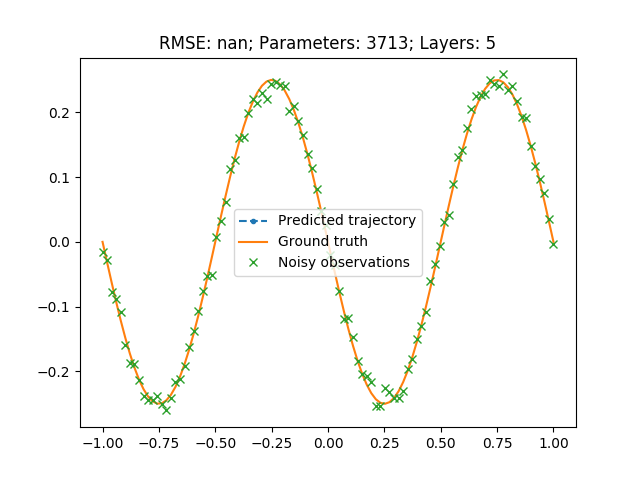 RMSE: nan; Parameters: 3713; Layers: 5
0.2
0.1
0.0
−0.1
−0.2
Predicted trajectory
Ground truth
Noisy observations
−1.00 −0.75 −0.50 −0.25 0.00 0.25 0.50 0.75 1.00